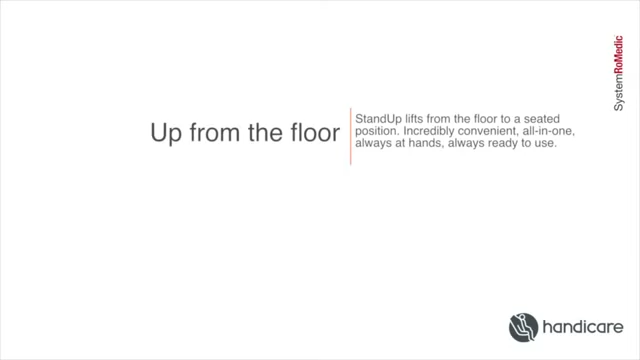 SystemRoMedic
Up from the floor
StandUp lifts from the floor to a seated
position. Incredibly convenient, all-in-one,
always at hands, always ready to use.
handicare